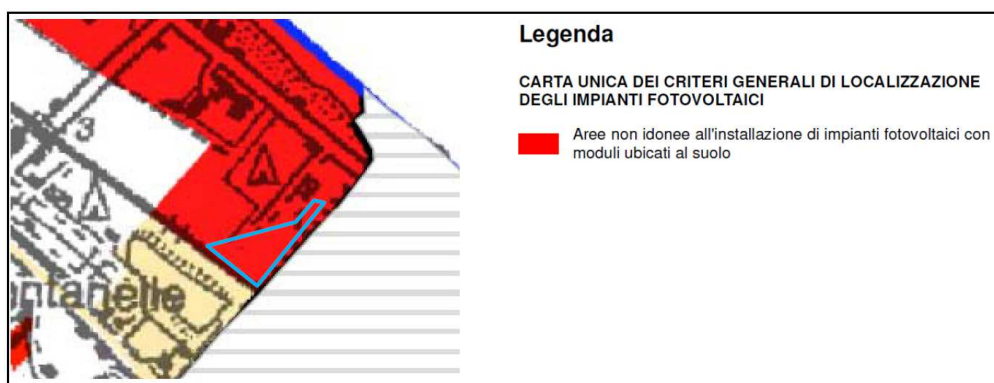 Legenda
CARTA UNICA DEI CRITERI GENERALI DI LOCALIZZAZIONE
DEGLI IMPIANTI FOTOVOLTAICI
Aree non idonee all'installazione di impianti fotovoltaici con
moduli ubicati al suolo
3
ntanelle